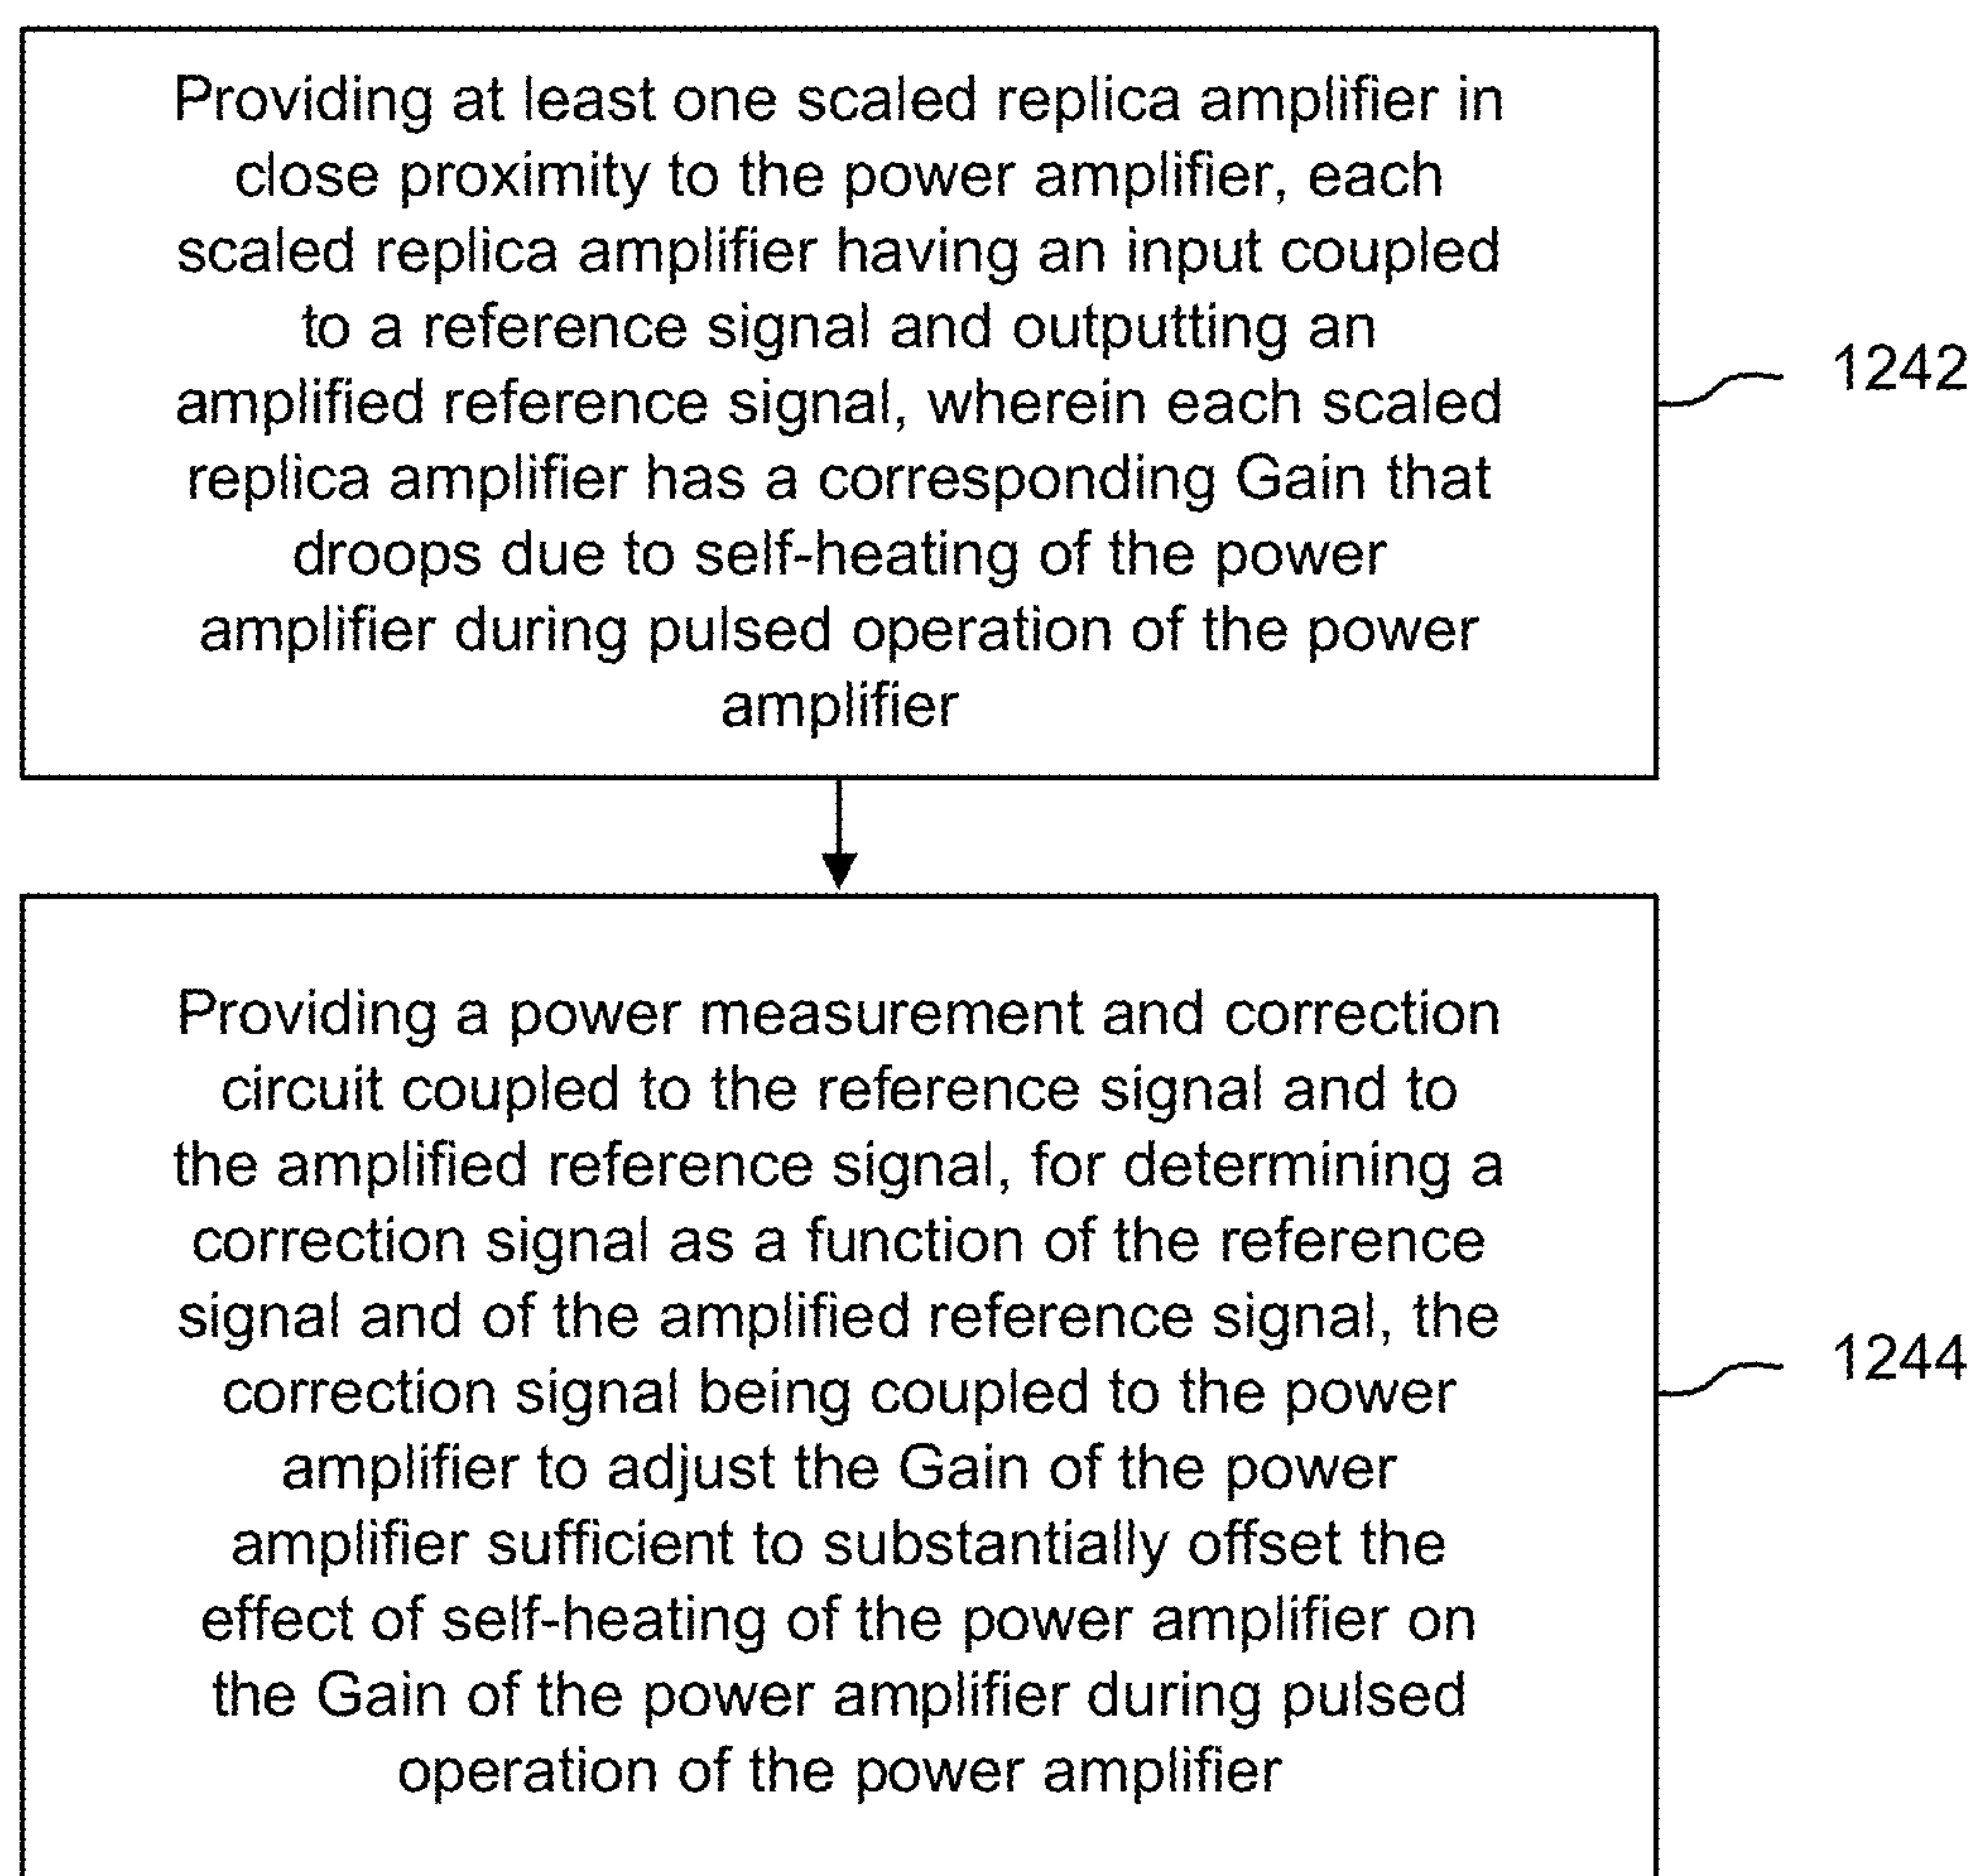 Providing at least one scaled replica amplifier in
close proximity to the power amplifier, each
scaled replica amplifier having an input coupled
to a reference signal and outputting an
amplified reference signal, wherein each scaled
replica amplifier has a corresponding Gain that
droops due to self-heating of the power
amplifier during pulsed operation of the power
amplifier
1242
Providing a power measurement and correction
circuit coupled to the reference signal and to
the amplified reference signal, for determining a
correction signal as a function of the reference
signal and of the amplified reference signal, the
correction signal being coupled to the power
amplifier to adjust the Gain of the power
amplifier sufficient to substantially offset the
effect of self-heating of the power amplifier on
the Gain of the power amplifier during pulsed
operation of the power amplifier
1244